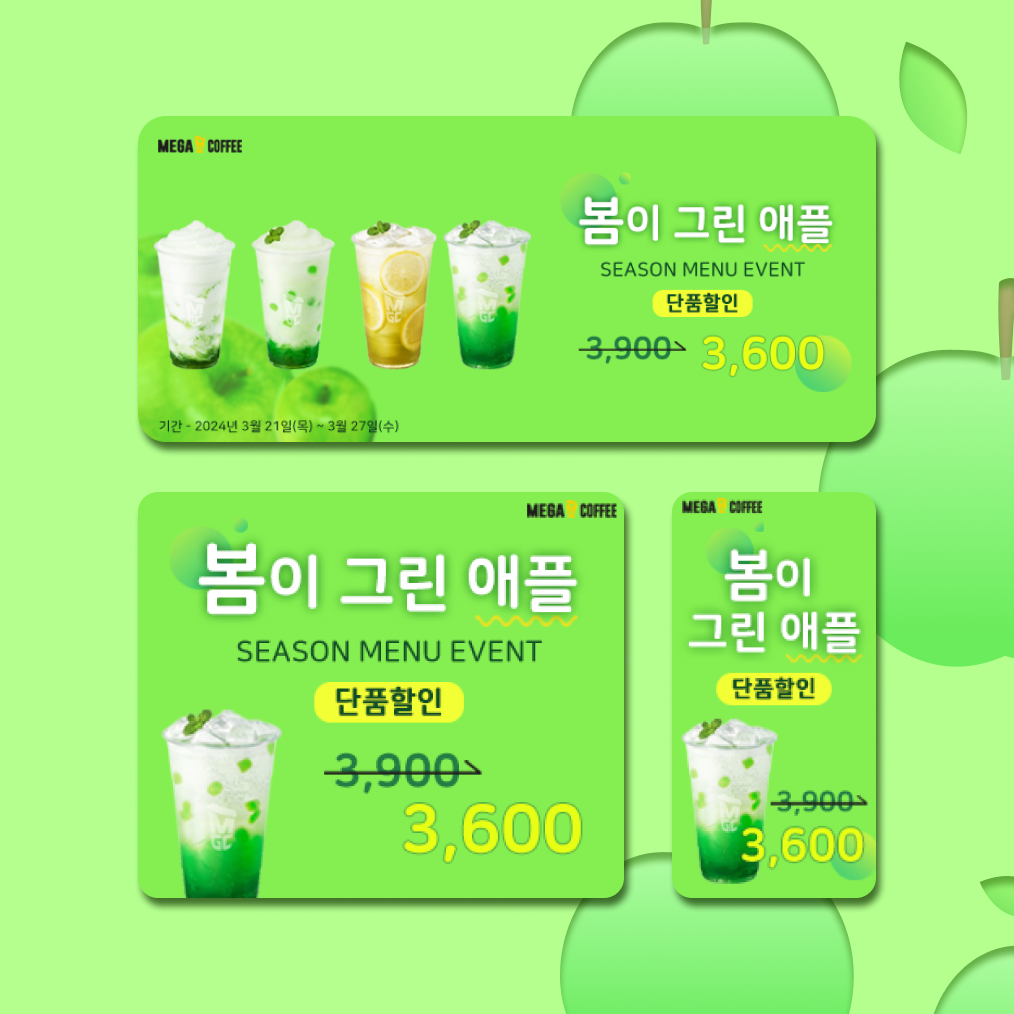 MEGA COFFEE
봄이 그린 애플
SEASON MENU EVENT
단품할인
3,900 3,600
기간 - 2024년 3월 21일(목) ~ 3월 27일(수)
MEGA COFFEE
봄이 그린 애플
SEASON MENU EVENT
단품할인
3,900
3,600
MEGA COFFEE
봄이
그린 애플
단품할인
3,900
3,600